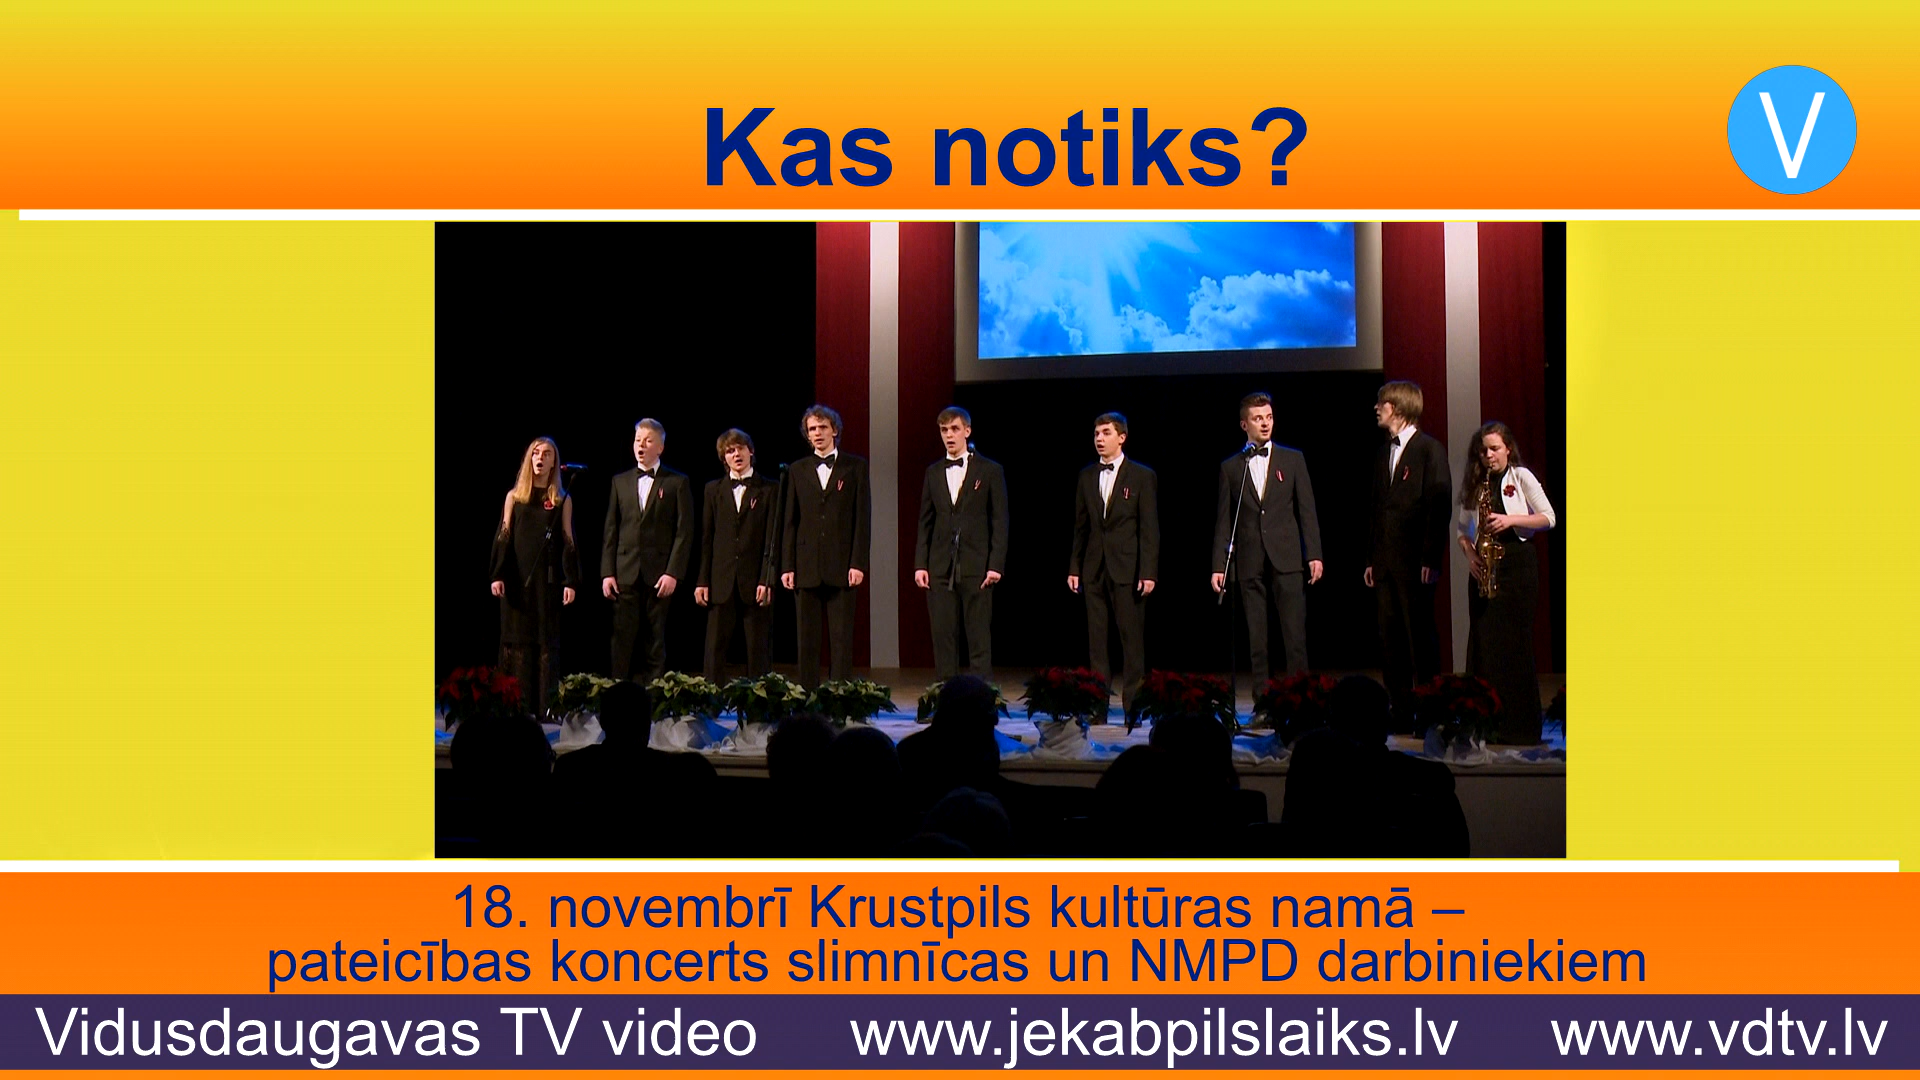 Kas notiks?
V
18. novembrī Krustpils kultūras namā –
pateicības koncerts slimnīcas un NMPD darbiniekiem
Vidusdaugavas TV video www.jekabpilslaiks.lv www.vdtv.lv